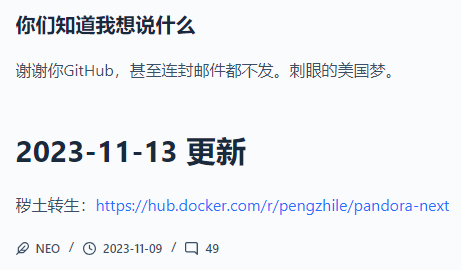 你们知道我想说什么
谢谢你GitHub，甚至连封邮件都不发。刺眼的美国梦。
2023-11-13 更新
秽土转生：https://hub.docker.com/r/pengzhile/pandora-next
NEO / 2023-11-09 / 49